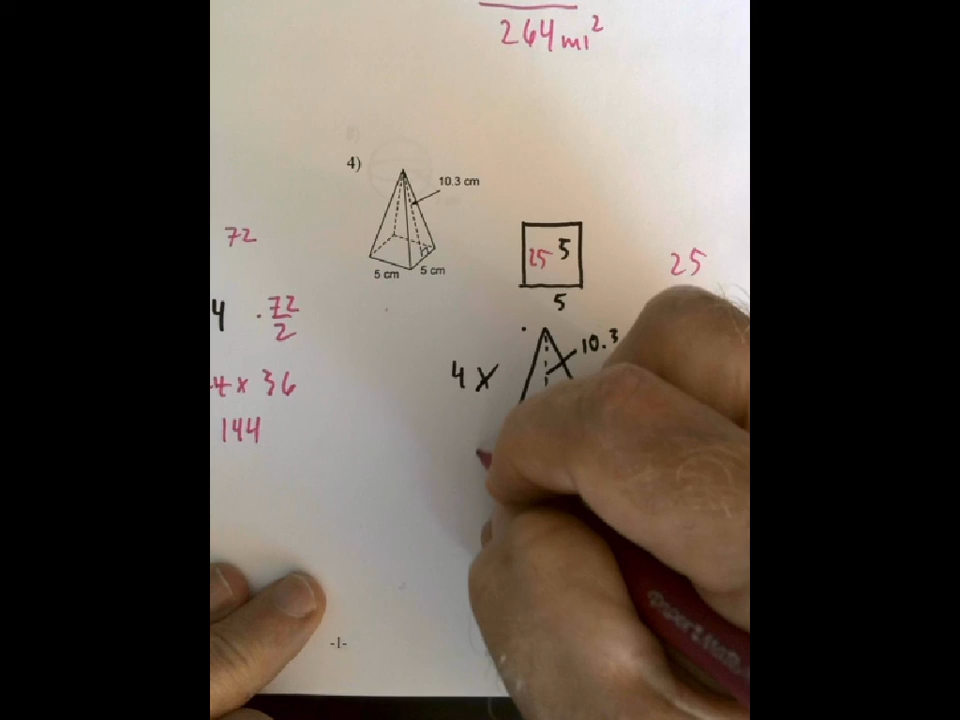 264 mi²
4)
10.3 cm
5 cm
5 cm
72
25 5
5
25
4 · 72/2
4 x
10.3
4 x 36
144
-1-